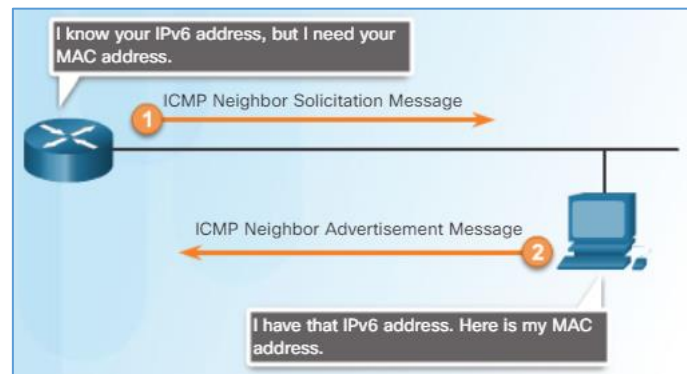 I know your IPv6 address, but I need your
MAC address.
ICMP Neighbor Solicitation Message
1
ICMP Neighbor Advertisement Message
2
I have that IPv6 address. Here is my MAC
address.